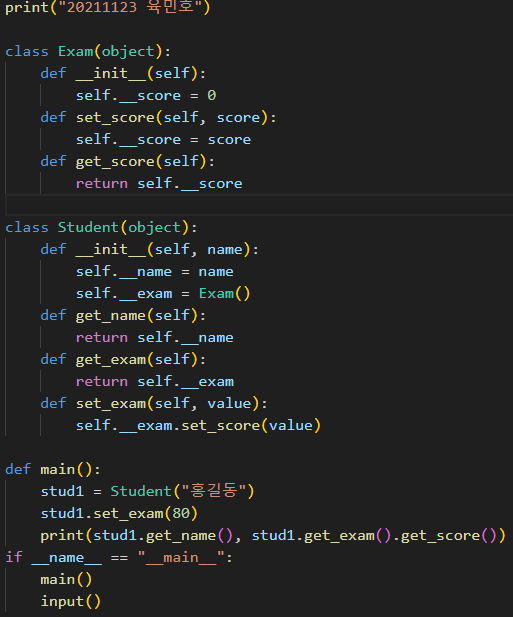 print("20211123 육민호")
class Exam(object):
    def __init__(self):
        self.__score = 0
    def set_score(self, score):
        self.__score = score
    def get_score(self):
        return self.__score
class Student(object):
    def __init__(self, name):
        self.__name = name
        self.__exam = Exam()
    def get_name(self):
        return self.__name
    def get_exam(self):
        return self.__exam
    def set_exam(self, value):
        self.__exam.set_score(value)
def main():
    stud1 = Student("홍길동")
    stud1.set_exam(80)
    print(stud1.get_name(), stud1.get_exam().get_score())
if __name__ == "__main__":
    main()
    input()